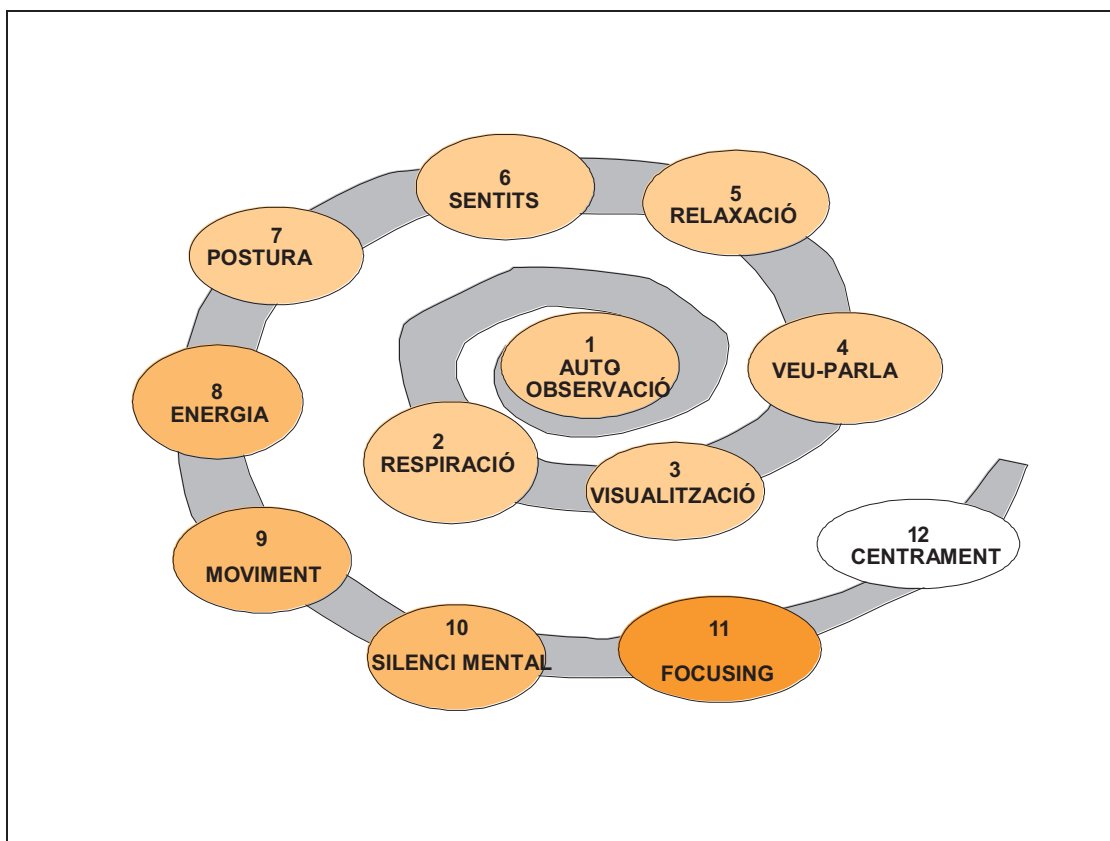 1
AUTO
OBSERVACIÓ
2
RESPIRACIÓ
3
VISUALITZACIÓ
4
VEU-PARLA
5
RELAXACIÓ
6
SENTITS
7
POSTURA
8
ENERGIA
9
MOVIMENT
10
SILENCI MENTAL
11
FOCUSING
12
CENTRAMENT